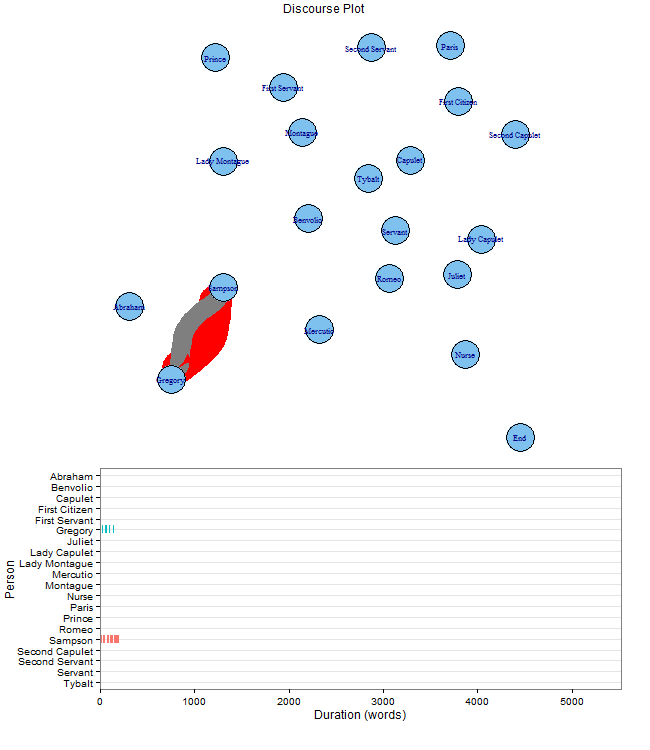 Discourse Plot
Second Servant
Paris
Prince
First Servant
First Citizen
Montague
Second Capulet
Lady Montague
Capulet
Tybalt
Benvolio
Servant
Lady Capulet
Juliet
Romeo
Sampson
Abraham
Mercutio
Nurse
Gregory
End
Abraham
Benvolio
Capulet
First Citizen
First Servant
Gregory
Juliet
Lady Capulet
Lady Montague
Mercutio
Montague
Nurse
Paris
Prince
Romeo
Sampson
Second Capulet
Second Servant
Servant
Tybalt
Person
0 1000 2000 3000 4000 5000
Duration (words)